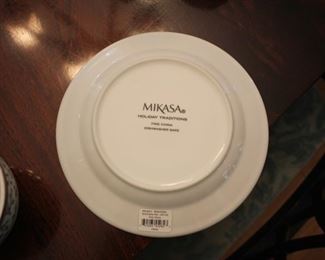 MIKASA®
HOLIDAY TRADITIONS
FINE CHINA
DISHWASHER SAFE